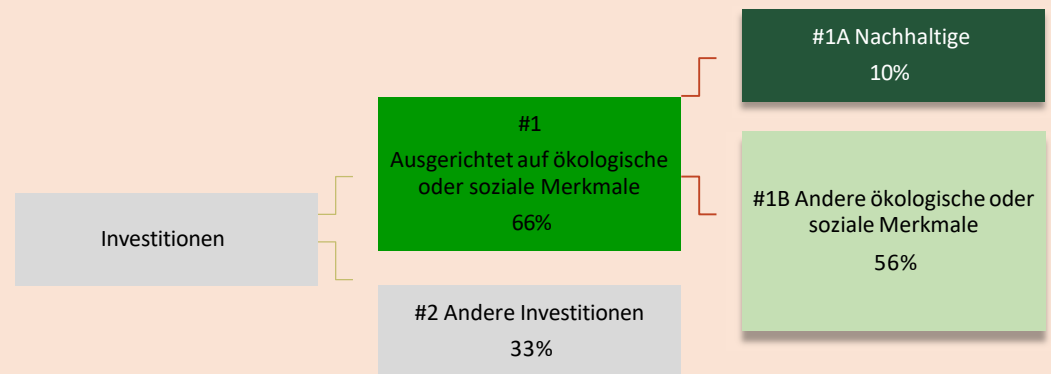 Investitionen
#1
Ausgerichtet auf ökologische
oder soziale Merkmale
66%
#2 Andere Investitionen
33%
#1A Nachhaltige
10%
#1B Andere ökologische oder
soziale Merkmale
56%